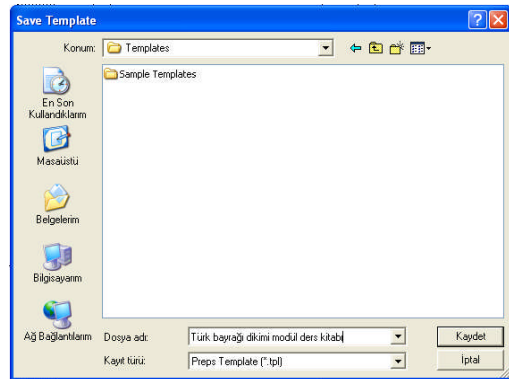 Save Template
Konum: Templates
Sample Templates
En Son
Kullandıklarım
Masaüstü
Belgelerim
Bilgisayarım
Ağ Bağlantılarım
Dosya adı: Türk bayrağı dikimi modül ders kitabı Kaydet
Kayıt türü: Preps Template (*.tpl) İptal